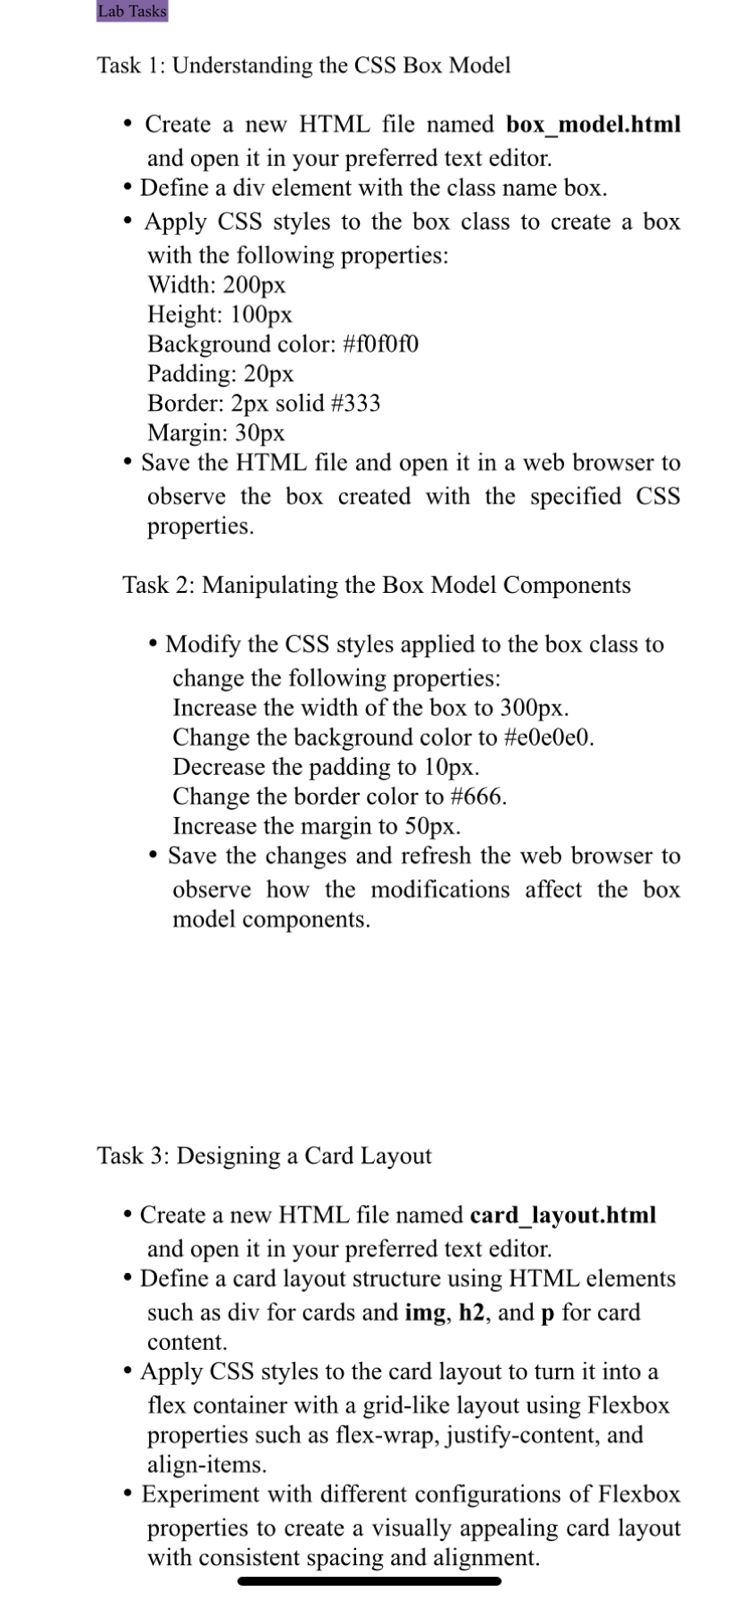 Lab Tasks
Task 1: Understanding the CSS Box Model
• Create a new HTML file named box_model.html
and open it in your preferred text editor.
• Define a div element with the class name box.
• Apply CSS styles to the box class to create a box
with the following properties:
Width: 200px
Height: 100px
Background color: #f0f0f0
Padding: 20px
Border: 2px solid #333
Margin: 30px
• Save the HTML file and open it in a web browser to
observe the box created with the specified CSS
properties.
Task 2: Manipulating the Box Model Components
• Modify the CSS styles applied to the box class to
change the following properties:
Increase the width of the box to 300px.
Change the background color to #e0e0e0.
Decrease the padding to 10px.
Change the border color to #666.
Increase the margin to 50px.
• Save the changes and refresh the web browser to
observe how the modifications affect the box
model components.
Task 3: Designing a Card Layout
• Create a new HTML file named card_layout.html
and open it in your preferred text editor.
• Define a card layout structure using HTML elements
such as div for cards and img, h2, and p for card
content.
• Apply CSS styles to the card layout to turn it into a
flex container with a grid-like layout using Flexbox
properties such as flex-wrap, justify-content, and
align-items.
• Experiment with different configurations of Flexbox
properties to create a visually appealing card layout
with consistent spacing and alignment.